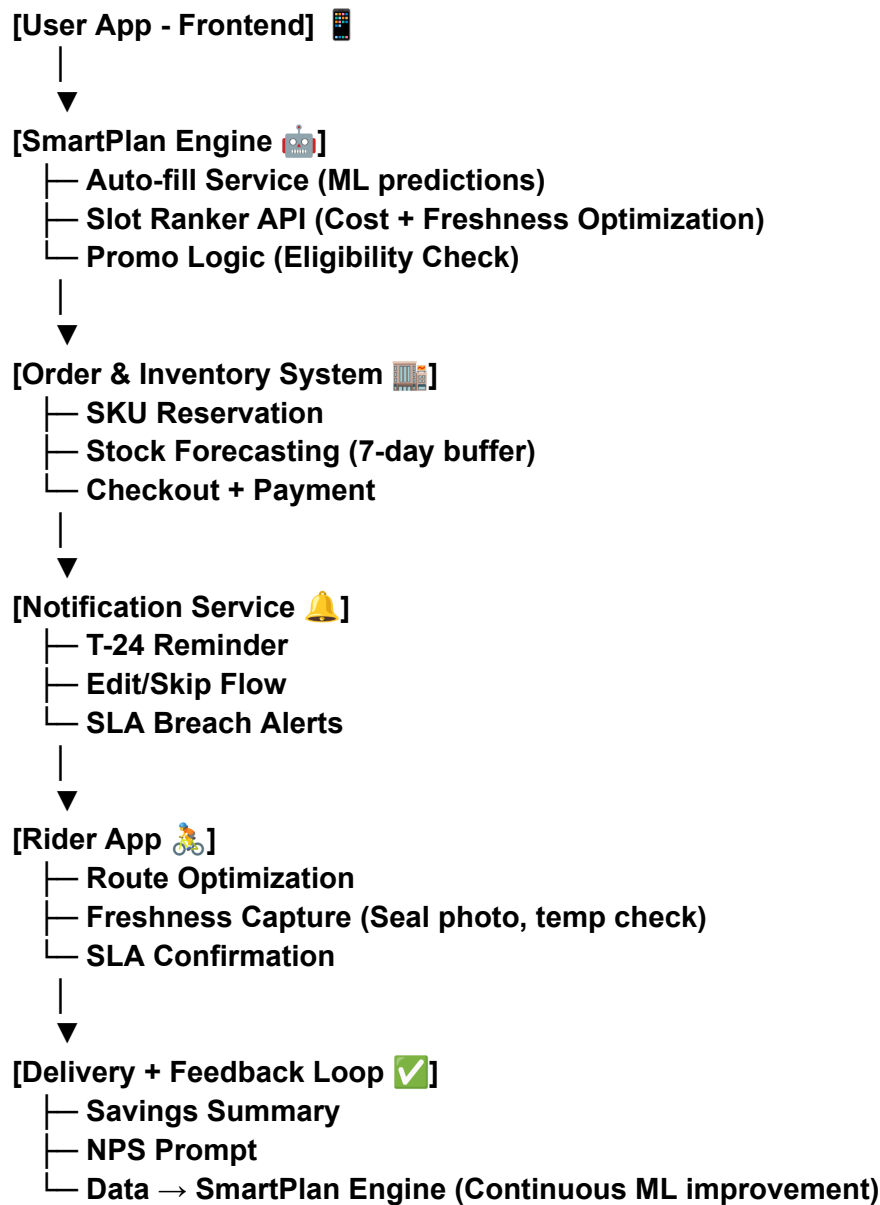 [User App - Frontend] 📱
│
▼
[SmartPlan Engine 🤖]
├─ Auto-fill Service (ML predictions)
├─ Slot Ranker API (Cost + Freshness Optimization)
└─ Promo Logic (Eligibility Check)
│
▼
[Order & Inventory System 🏬]
├─ SKU Reservation
├─ Stock Forecasting (7-day buffer)
└─ Checkout + Payment
│
▼
[Notification Service 🔔]
├─ T-24 Reminder
├─ Edit/Skip Flow
└─ SLA Breach Alerts
│
▼
[Rider App 🚴]
├─ Route Optimization
├─ Freshness Capture (Seal photo, temp check)
└─ SLA Confirmation
│
▼
[Delivery + Feedback Loop ✅]
├─ Savings Summary
├─ NPS Prompt
└─ Data → SmartPlan Engine (Continuous ML improvement)